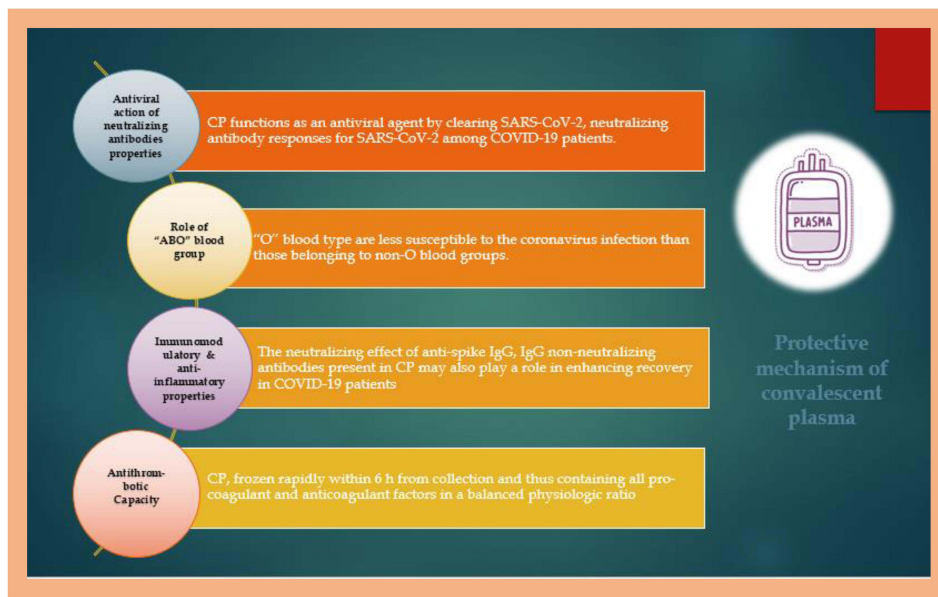 Antiviral
action of
neutralizing
antibodies
properties
CP functions as an antiviral agent by clearing SARS-CoV-2, neutralizing
antibody responses for SARS-CoV-2 among COVID-19 patients.
Role of
"ABO" blood
group
"O" blood type are less susceptible to the coronavirus infection than
those belonging to non-O blood groups.
Immunomod
ulatory &
anti-
inflammatory
properties
The neutralizing effect of anti-spike IgG, IgG non-neutralizing
antibodies present in CP may also play a role in enhancing recovery
in COVID-19 patients
Antithrom-
botic
Capacity
CP, frozen rapidly within 6 h from collection and thus containing all pro-
coagulant and anticoagulant factors in a balanced physiologic ratio
PLASMA
Protective
mechanism of
convalescent
plasma